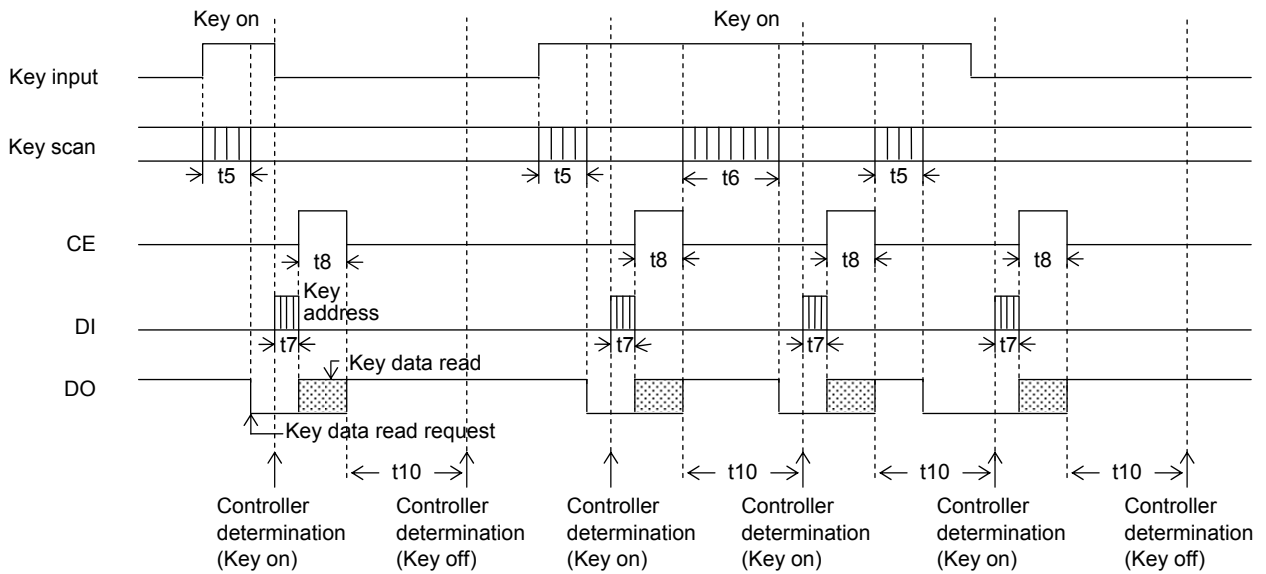 Key on
Key on
Key input
Key scan
t5
t5
t6
t5
CE
t8
t8
t8
t8
Key
address
DI
t7
t7
t7
t7
Key data read
DO
Key data read request
t10
t10
t10
t10
Controller
determination
(Key on)
Controller
determination
(Key off)
Controller
determination
(Key on)
Controller
determination
(Key on)
Controller
determination
(Key on)
Controller
determination
(Key off)